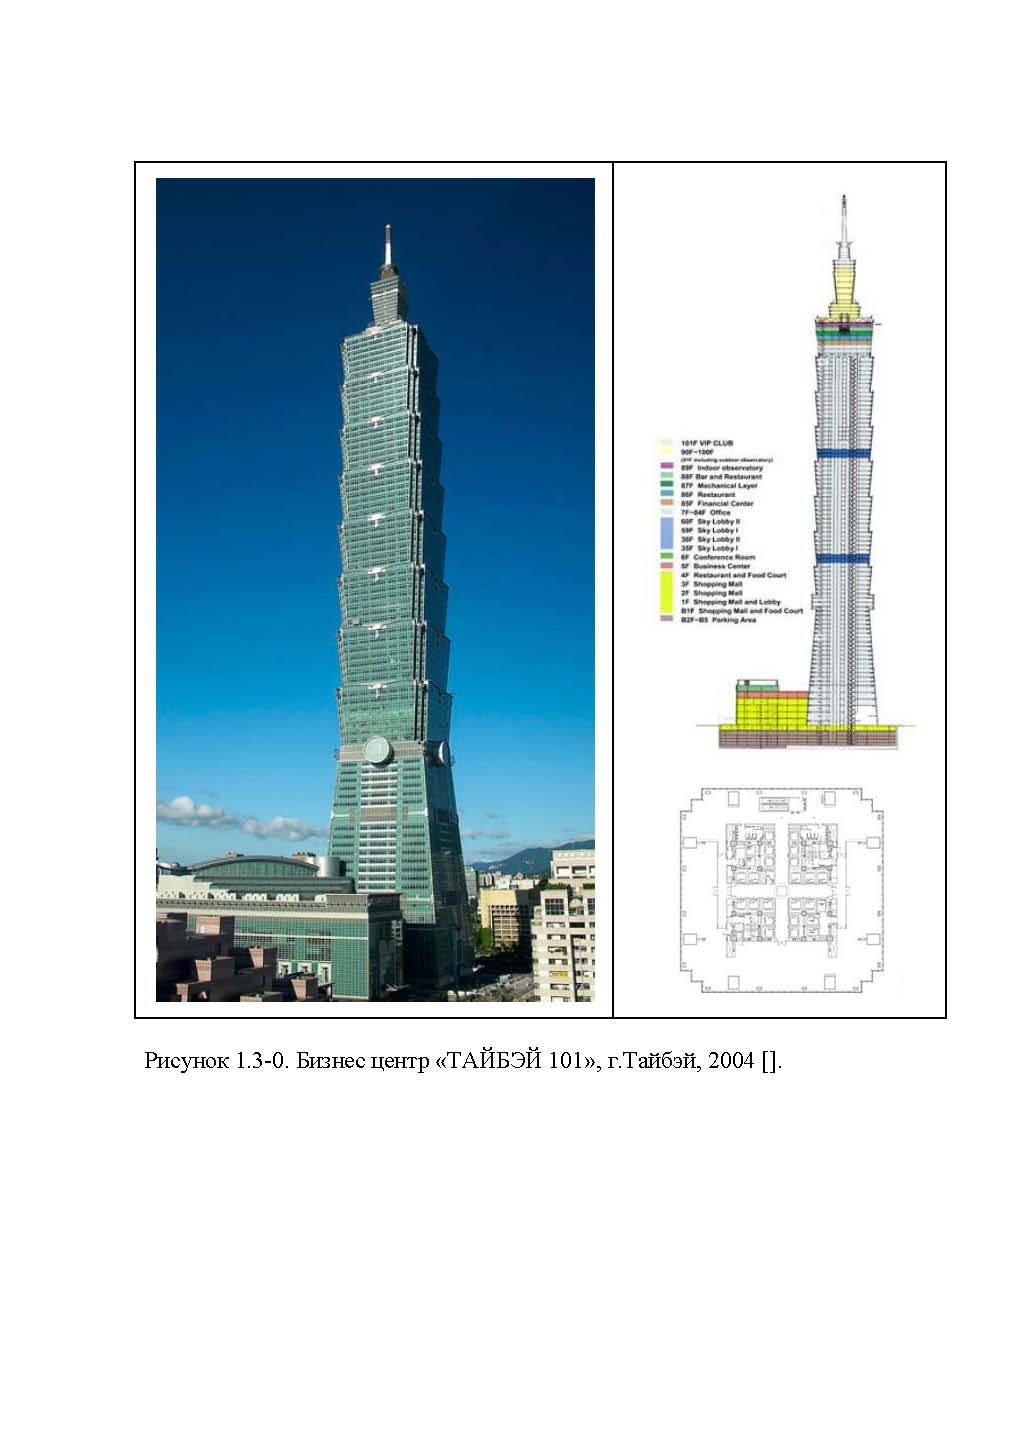 101F VIP CLUB
90F~100F
(91F including outdoor observatory)
89F Indoor observatory
88F Bar and Restaurant
87F Mechanical Layer
86F Restaurant
85F Financial Center
7F~84F Office
60F Sky Lobby II
59F Sky Lobby I
36F Sky Lobby II
35F Sky Lobby I
6F Conference Room
5F Business Center
4F Restaurant and Food Court
3F Shopping Mall
2F Shopping Mall
1F Shopping Mall and Lobby
B1F Shopping Mall and Food Court
B2F~B5 Parking Area
Рисунок 1.3-0. Бизнес центр «ТАЙБЭЙ 101», г.Тайбэй, 2004 [].